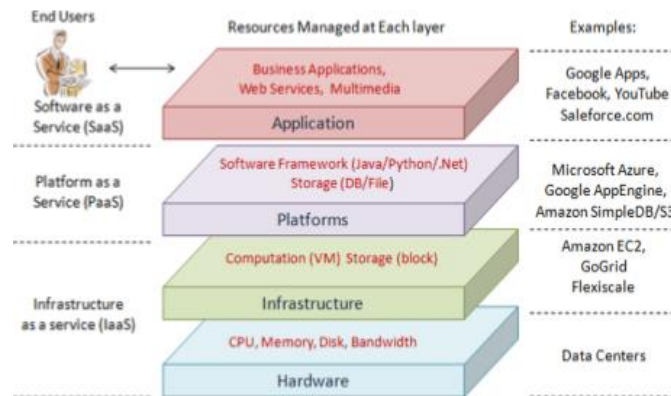 End Users
Resources Managed at Each layer
Examples:
Business Applications,
Web Services, Multimedia
Application
Software as a
Service (SaaS)
Google Apps,
Facebook, YouTube
Saleforce.com
Software Framework (Java/Python/.Net)
Storage (DB/File)
Platforms
Platform as a
Service (PaaS)
Microsoft Azure,
Google AppEngine,
Amazon SimpleDB/S3
Computation (VM) Storage (block)
Infrastructure
Amazon EC2,
GoGrid
Flexiscale
Infrastructure
as a service (IaaS)
CPU, Memory, Disk, Bandwidth
Hardware
Data Centers